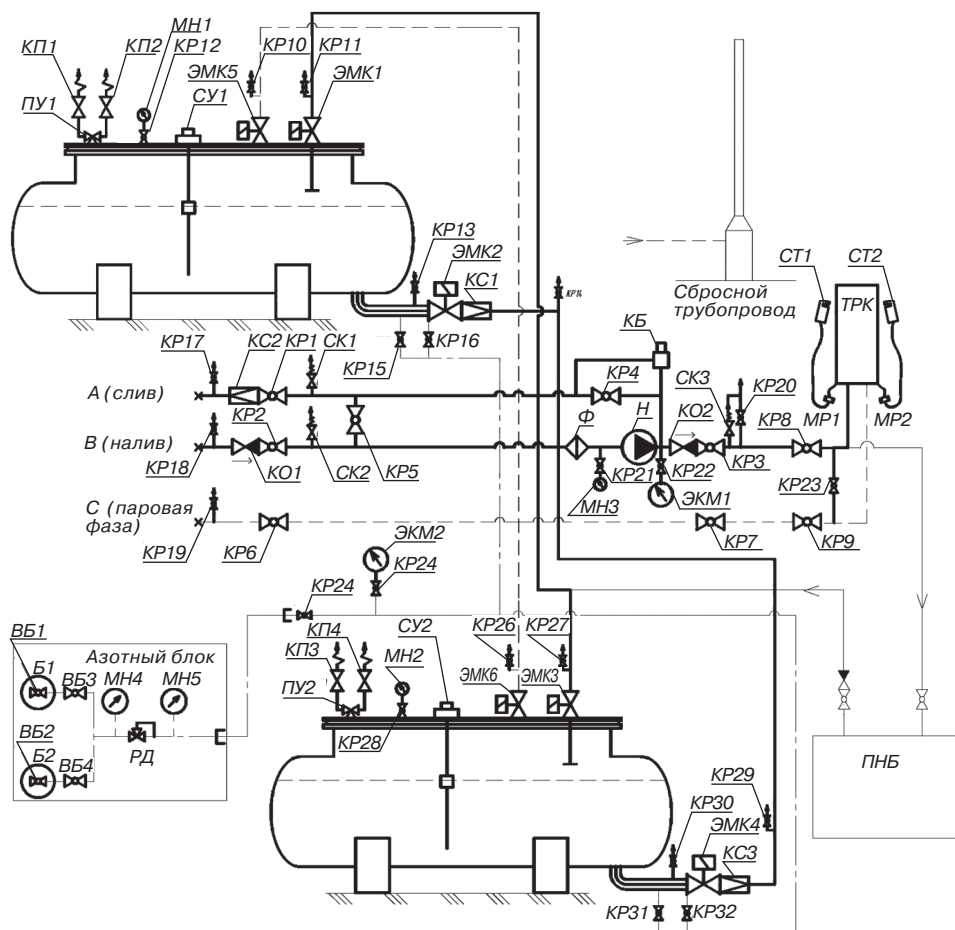 МН1
КП1
КП2
КР12
КР10
КР11
ЭМК5
ЭМК1
ПУ1
СУ1
КР13
ЭМК2
КС1
КР14
Сбросной
трубопровод
СТ1
СТ2
ТРК
КР17
КС2
КР1
СК1
КР15
КР16
КБ
А (слив)
КР4
СК3
КР20
КР2
Ф
Н
КО2
КР8
МР1
МР2
В (налив)
КР18
КО1
СК2
КР5
КР21
КР22
КР3
КР23
МН3
ЭКМ1
С (паровая
фаза)
КР19
КР6
КР7
КР9
ЭКМ2
КР24
КР24
ВБ1
Азотный блок
Б1
ВБ3
МН4
МН5
КП4
КП3
СУ2
МН2
КР26
КР27
ЭМК6
ЭМК3
ПУ2
КР28
ВБ2
Б2
ВБ4
РД
ПНБ
КР29
КР30
ЭМК4
КС3
КР31
КР32